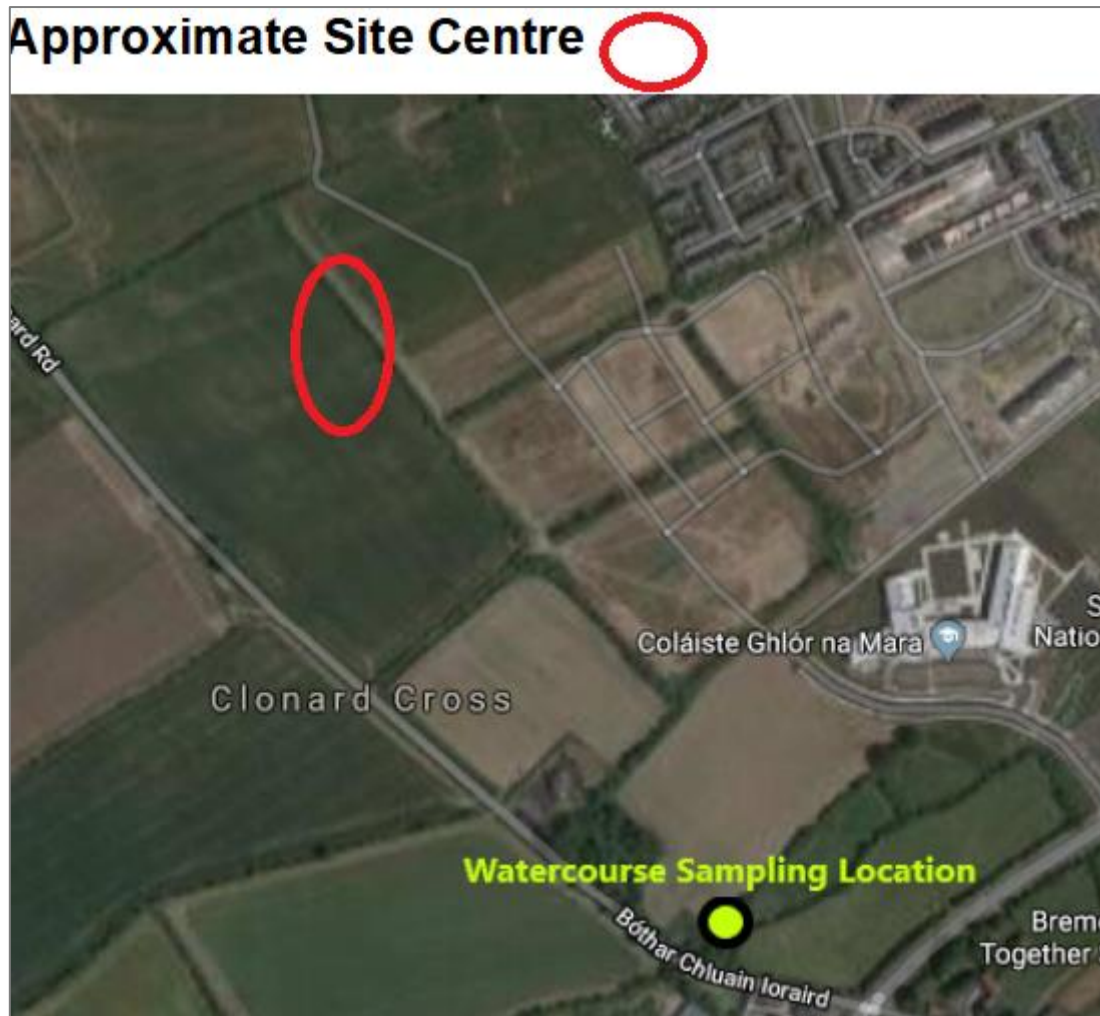 Approximate Site Centre
ard Rd
Coláiste Ghlór na Mara
S
Natio
Clonard Cross
Watercourse Sampling Location
Bóthar Chluain Ioraird
Breme
Together